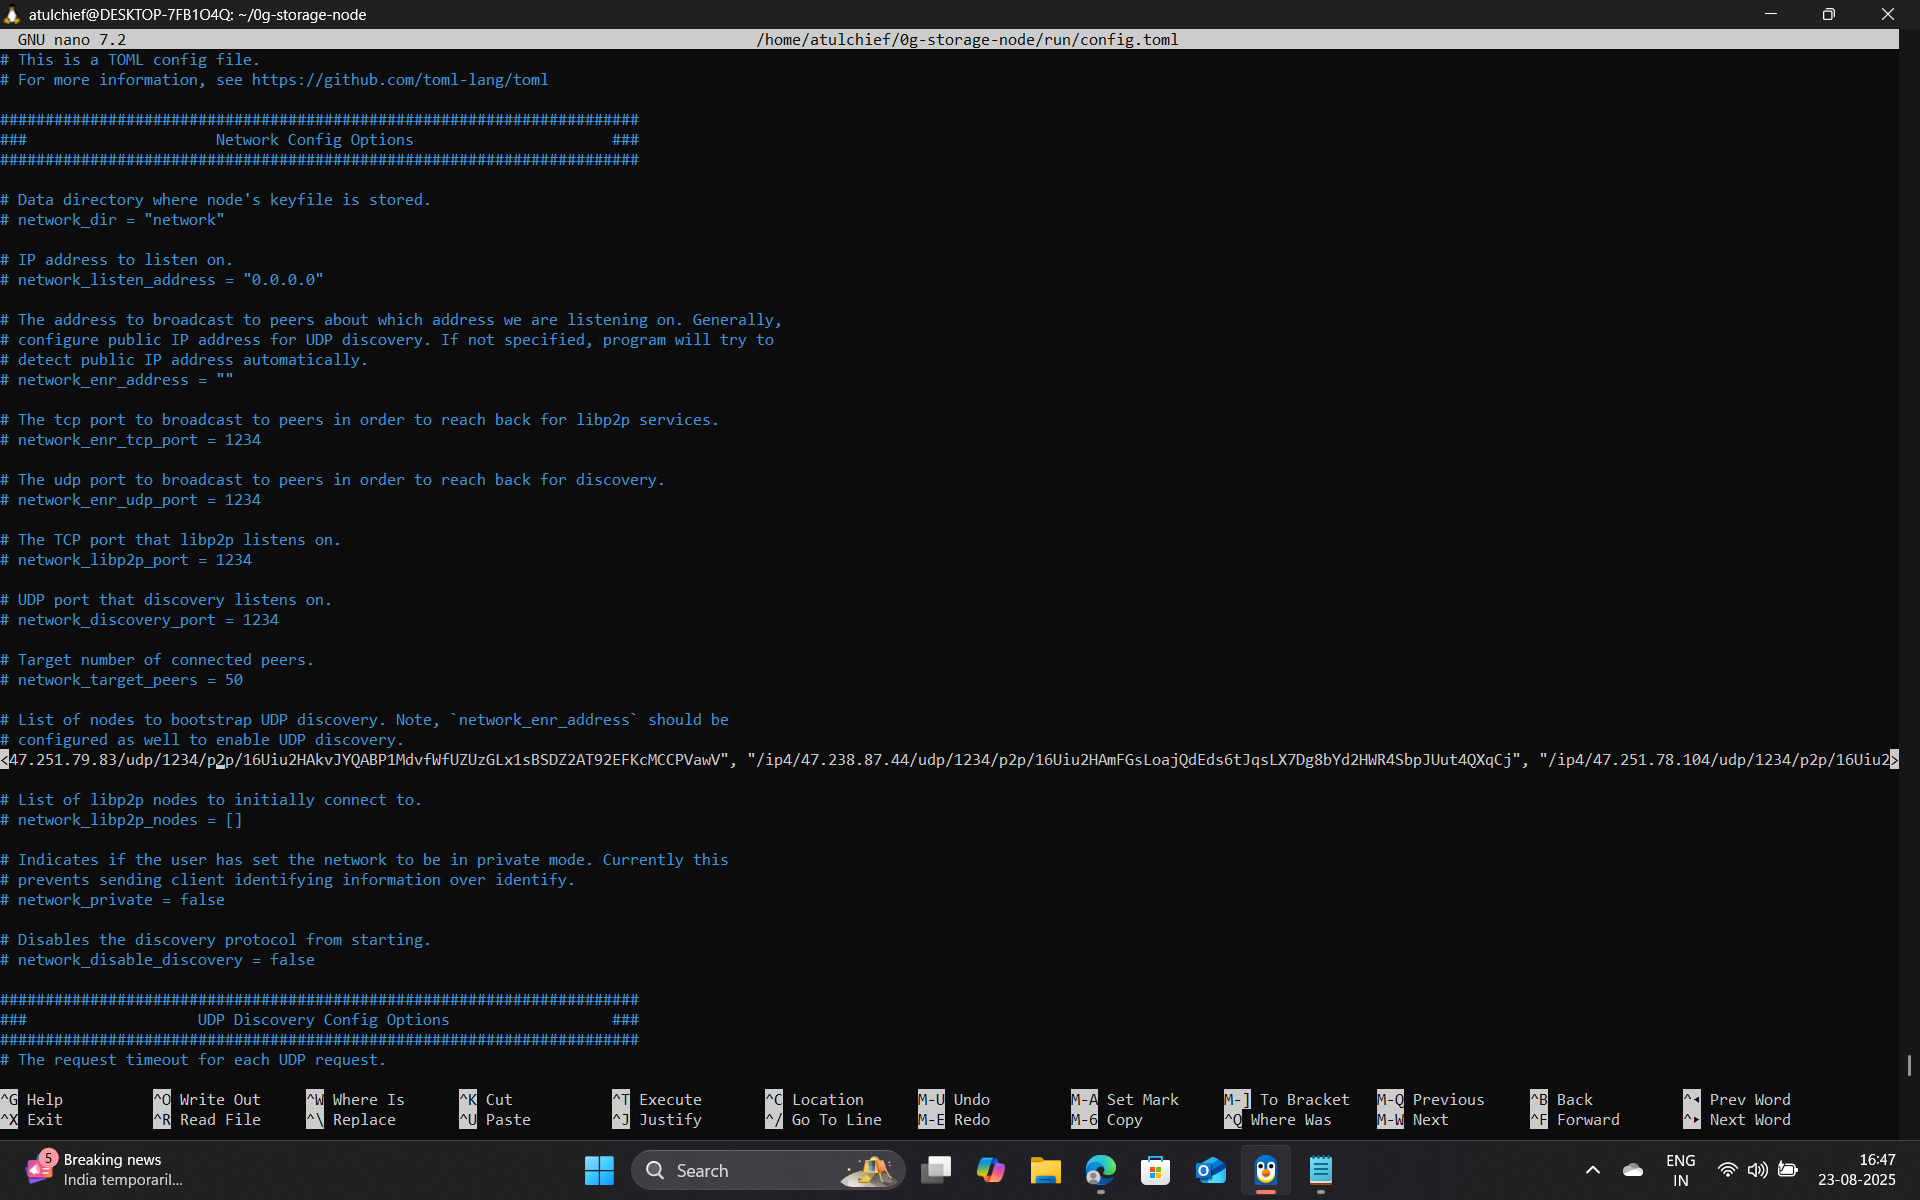 atulchief@DESKTOP-7FB1O4Q: ~/0g-storage-node
GNU nano 7.2 /home/atulchief/0g-storage-node/run/config.toml
# This is a TOML config file.
# For more information, see https://github.com/toml-lang/toml
#######################################################################
### Network Config Options ###
#######################################################################
# Data directory where node's keyfile is stored.
# network_dir = "network"
# IP address to listen on.
# network_listen_address = "0.0.0.0"
# The address to broadcast to peers about which address we are listening on. Generally,
# configure public IP address for UDP discovery. If not specified, program will try to
# detect public IP address automatically.
# network_enr_address = ""
# The tcp port to broadcast to peers in order to reach back for libp2p services.
# network_enr_tcp_port = 1234
# The udp port to broadcast to peers in order to reach back for discovery.
# network_enr_udp_port = 1234
# The TCP port that libp2p listens on.
# network_libp2p_port = 1234
# UDP port that discovery listens on.
# network_discovery_port = 1234
# Target number of connected peers.
# network_target_peers = 50
# List of nodes to bootstrap UDP discovery. Note, `network_enr_address` should be
# configured as well to enable UDP discovery.
<47.251.79.83/udp/1234/p2p/16Uiu2HAkvJYQABP1MdvfWfUZUzGLx1sBSDZ2AT92EFKcMCCPVawV", "/ip4/47.238.87.44/udp/1234/p2p/16Uiu2HAmFGsLoajQdEds6tJqsLX7Dg8bYd2HWR4SbpJUut4QXqCj", "/ip4/47.251.78.104/udp/1234/p2p/16Uiu2>
# List of libp2p nodes to initially connect to.
# network_libp2p_nodes = []
# Indicates if the user has set the network to be in private mode. Currently this
# prevents sending client identifying information over identify.
# network_private = false
# Disables the discovery protocol from starting.
# network_disable_discovery = false
#######################################################################
### UDP Discovery Config Options ###
#######################################################################
# The request timeout for each UDP request.
^G Help ^O Write Out ^W Where Is ^K Cut ^T Execute ^C Location M-U Undo M-A Set Mark M-] To Bracket M-Q Previous ^B Back ^◂ Prev Word
^X Exit ^R Read File ^\ Replace ^U Paste ^J Justify ^/ Go To Line M-E Redo M-6 Copy ^Q Where Was M-W Next ^F Forward ^▸ Next Word
5
Breaking news
India temporaril...
Search
ENG
IN
16:47
23-08-2025